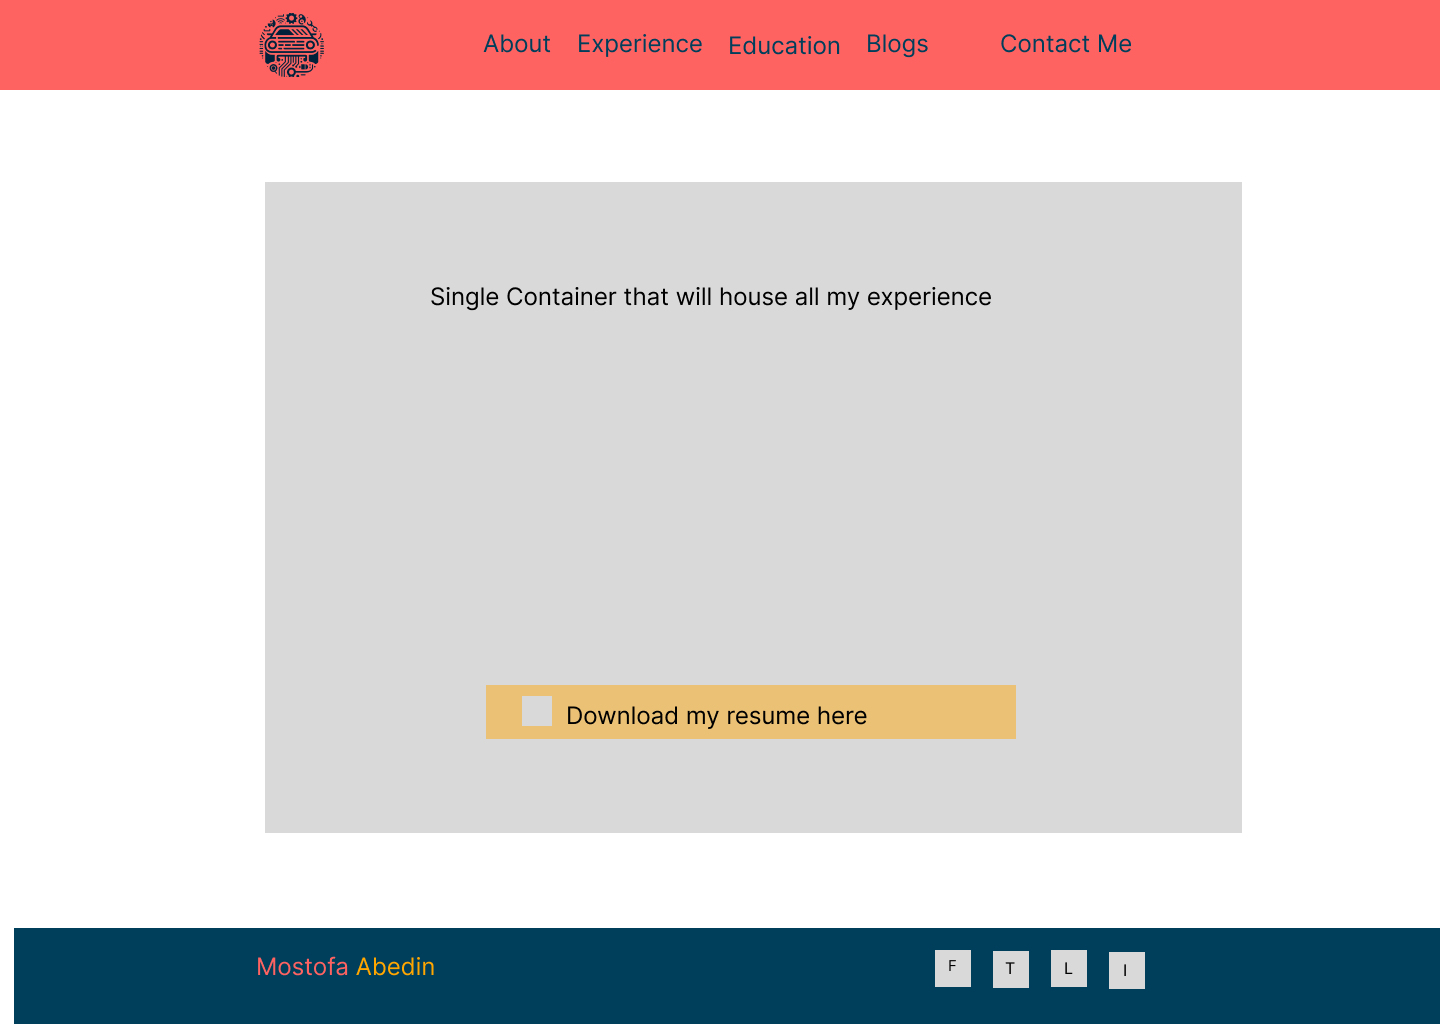 About Experience Education Blogs Contact Me
Single Container that will house all my experience
Download my resume here
Mostofa Abedin F T L I